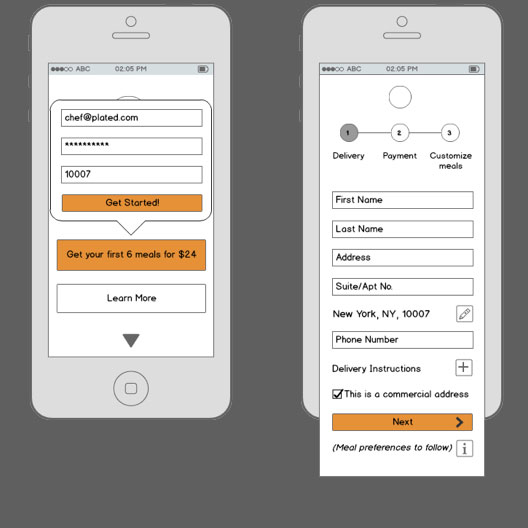 ABC 02:05 PM
chef@plated.com
**********
10007
Get Started!
Get your first 6 meals for $24
Learn More
ABC 02:05 PM
1 2 3
Delivery Payment Customize
meals
First Name
Last Name
Address
Suite/Apt No.
New York, NY, 10007
Phone Number
Delivery Instructions
This is a commercial address
Next
(Meal preferences to follow) i